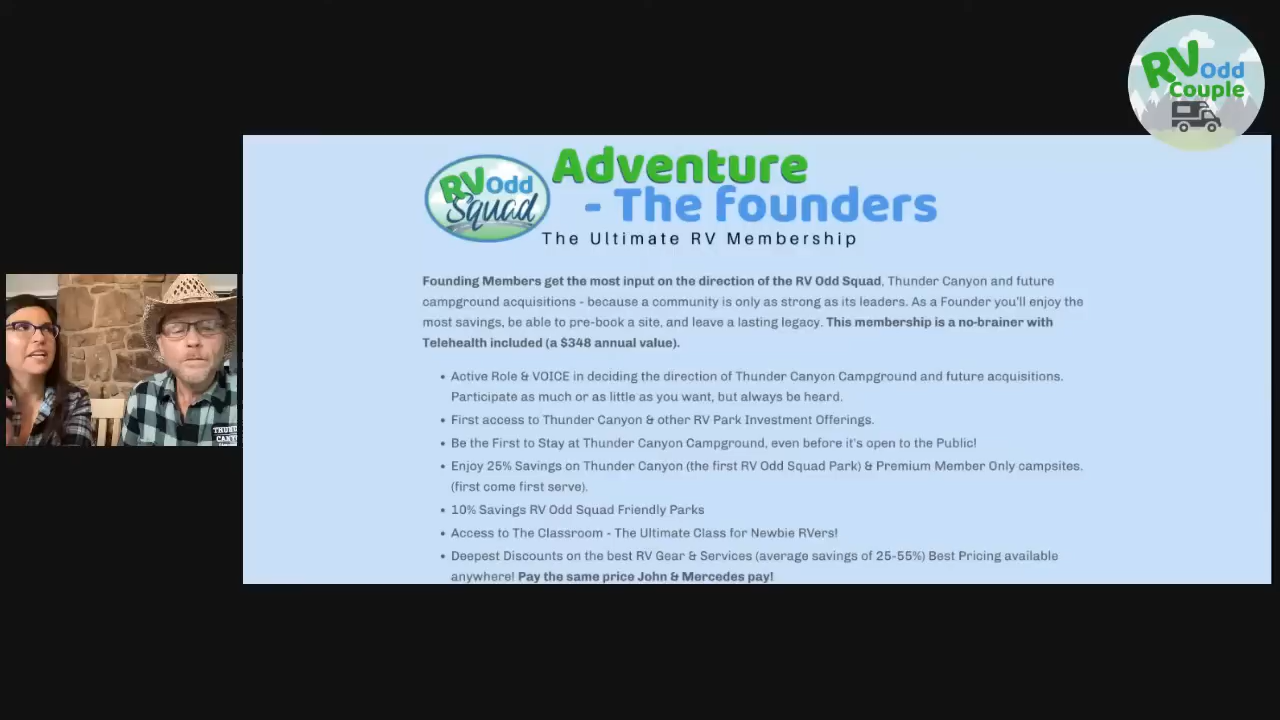 RV Odd
Couple
RV Odd
Squad
Adventure
- The founders
The Ultimate RV Membership
Founding Members get the most input on the direction of the RV Odd Squad, Thunder Canyon and future
campground acquisitions - because a community is only as strong as its leaders. As a Founder you'll enjoy the
most savings, be able to pre-book a site, and leave a lasting legacy. This membership is a no-brainer with
Telehealth included (a $348 annual value).
• Active Role & VOICE in deciding the direction of Thunder Canyon Campground and future acquisitions.
Participate as much or as little as you want, but always be heard.
• First access to Thunder Canyon & other RV Park Investment Offerings.
• Be the First to Stay at Thunder Canyon Campground, even before it's open to the Public!
• Enjoy 25% Savings on Thunder Canyon (the first RV Odd Squad Park) & Premium Member Only campsites.
(first come first serve).
• 10% Savings RV Odd Squad Friendly Parks
• Access to The Classroom - The Ultimate Class for Newbie RVers!
• Deepest Discounts on the best RV Gear & Services (average savings of 25-55%) Best Pricing available
anywhere! Pay the same price John & Mercedes pay!